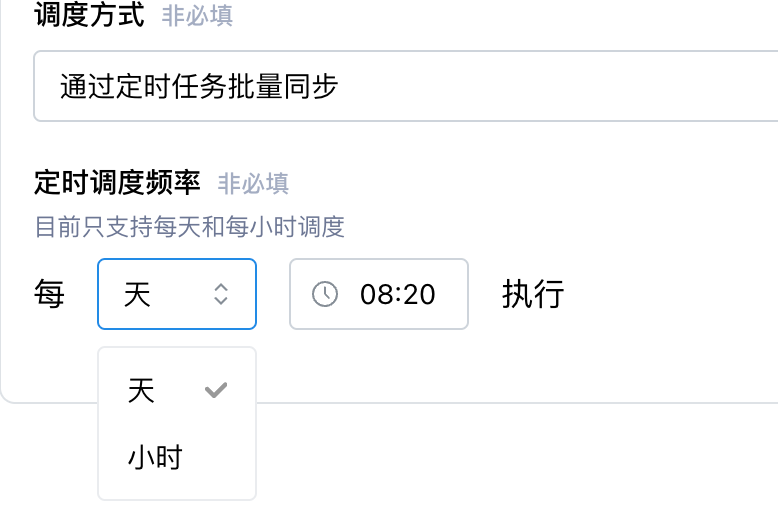 调度方式 非必填
通过定时任务批量同步
定时调度频率 非必填
目前只支持每天和每小时调度
每 天 08:20 执行
天
小时